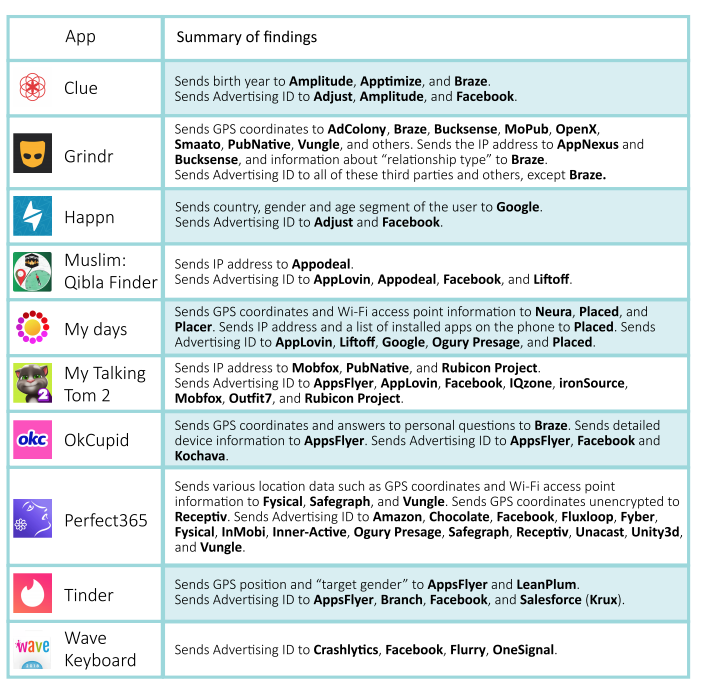 App
Summary of findings
Clue
Sends birth year to Amplitude, Apptimize, and Braze.
Sends Advertising ID to Adjust, Amplitude, and Facebook.
Grindr
Sends GPS coordinates to AdColony, Braze, Bucksense, MoPub, OpenX,
Smaato, PubNative, Vungle, and others. Sends the IP address to AppNexus and
Bucksense, and information about “relationship type” to Braze.
Sends Advertising ID to all of these third parties and others, except Braze.
Happn
Sends country, gender and age segment of the user to Google.
Sends Advertising ID to Adjust and Facebook.
Muslim:
Qibla Finder
Sends IP address to Appodeal.
Sends Advertising ID to AppLovin, Appodeal, Facebook, and Liftoff.
My days
Sends GPS coordinates and Wi-Fi access point information to Neura, Placed, and
Placer. Sends IP address and a list of installed apps on the phone to Placed. Sends
Advertising ID to AppLovin, Liftoff, Google, Ogury Presage, and Placed.
2
My Talking
Tom 2
Sends IP address to Mobfox, PubNative, and Rubicon Project.
Sends Advertising ID to AppsFlyer, AppLovin, Facebook, IQzone, ironSource,
Mobfox, Outfit7, and Rubicon Project.
okc
OkCupid
Sends GPS coordinates and answers to personal questions to Braze. Sends detailed
device information to AppsFlyer. Sends Advertising ID to AppsFlyer, Facebook and
Kochava.
Perfect365
Sends various location data such as GPS coordinates and Wi-Fi access point
information to Fysical, Safegraph, and Vungle. Sends GPS coordinates unencrypted to
Receptiv. Sends Advertising ID to Amazon, Chocolate, Facebook, Fluxloop, Fyber,
Fysical, InMobi, Inner-Active, Ogury Presage, Safegraph, Receptiv, Unacast, Unity3d,
and Vungle.
Tinder
Sends GPS position and “target gender” to AppsFlyer and LeanPlum.
Sends Advertising ID to AppsFlyer, Branch, Facebook, and Salesforce (Krux).
wave
Wave
Keyboard
Sends Advertising ID to Crashlytics, Facebook, Flurry, OneSignal.